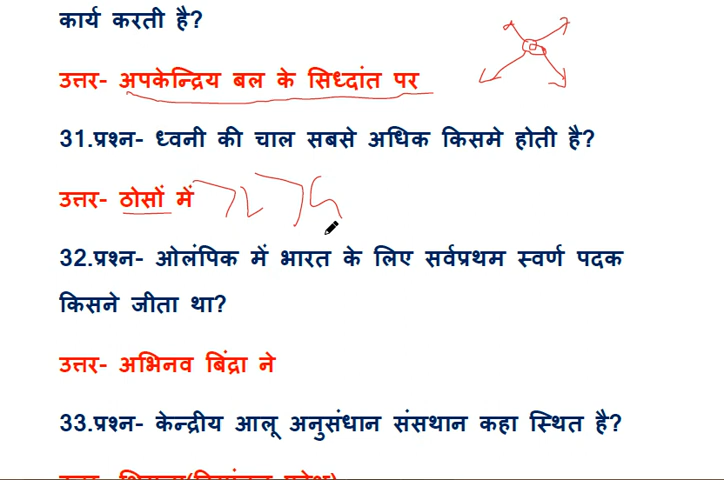 कार्य करती है?
उत्तर- अपकेन्द्रिय बल के सिध्दांत पर
31.प्रश्न- ध्वनी की चाल सबसे अधिक किसमे होती है?
उत्तर- ठोसों में
32.प्रश्न- ओलंपिक में भारत के लिए सर्वप्रथम स्वर्ण पदक
किसने जीता था?
उत्तर- अभिनव बिंद्रा ने
33.प्रश्न- केन्द्रीय आलू अनुसंधान संसथान कहा स्थित है?